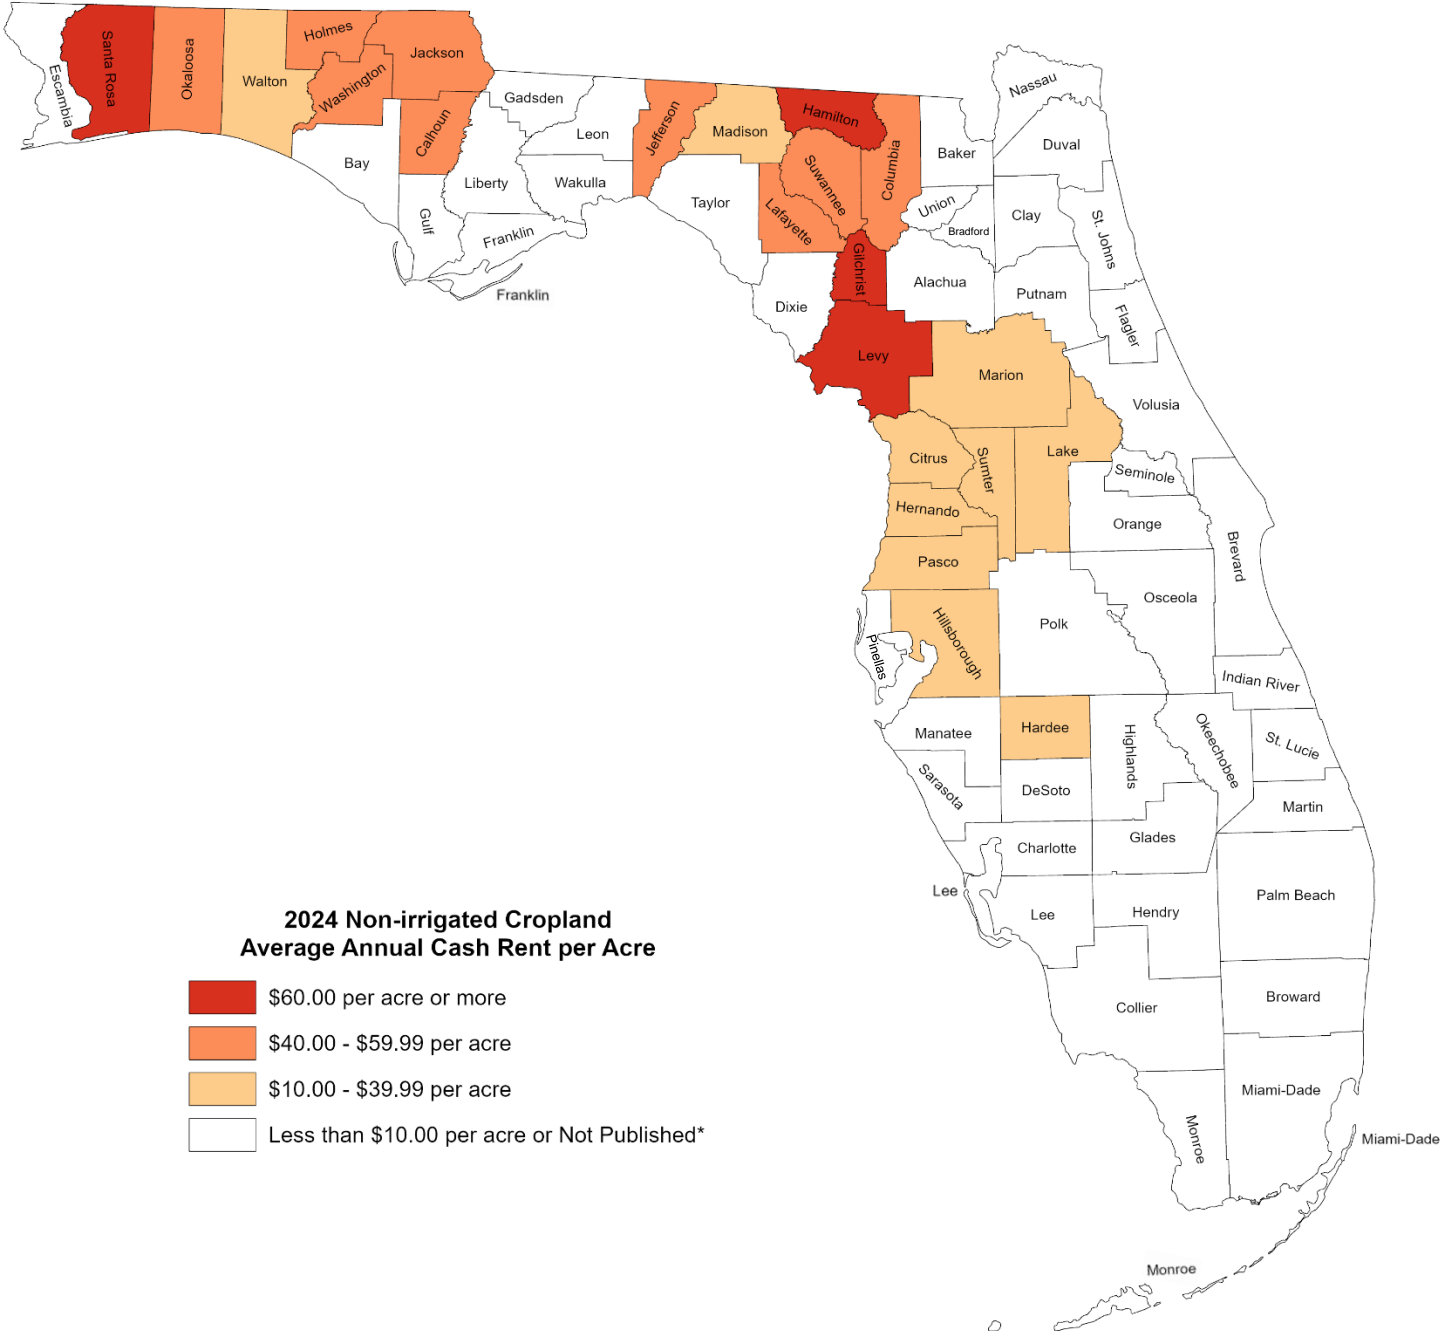 Escambia
Santa Rosa
Okaloosa
Walton
Holmes
Washington
Jackson
Calhoun
Bay
Gulf
Gadsden
Liberty
Leon
Wakulla
Franklin
Franklin
Jefferson
Madison
Taylor
Hamilton
Suwannee
Lafayette
Columbia
Gilchrist
Dixie
Levy
Baker
Union
Bradford
Alachua
Nassau
Duval
Clay
St. Johns
Putnam
Flagler
Marion
Volusia
Citrus
Sumter
Lake
Seminole
Hernando
Orange
Brevard
Pasco
Osceola
Polk
Hillsborough
Pinellas
Indian River
Manatee
Hardee
Highlands
Okeechobee
St. Lucie
Sarasota
DeSoto
Martin
Charlotte
Glades
Lee
Lee
Hendry
Palm Beach
Collier
Broward
Miami-Dade
Monroe
Miami-Dade
Monroe
2024 Non-irrigated Cropland
Average Annual Cash Rent per Acre
$60.00 per acre or more
$40.00 - $59.99 per acre
$10.00 - $39.99 per acre
Less than $10.00 per acre or Not Published*